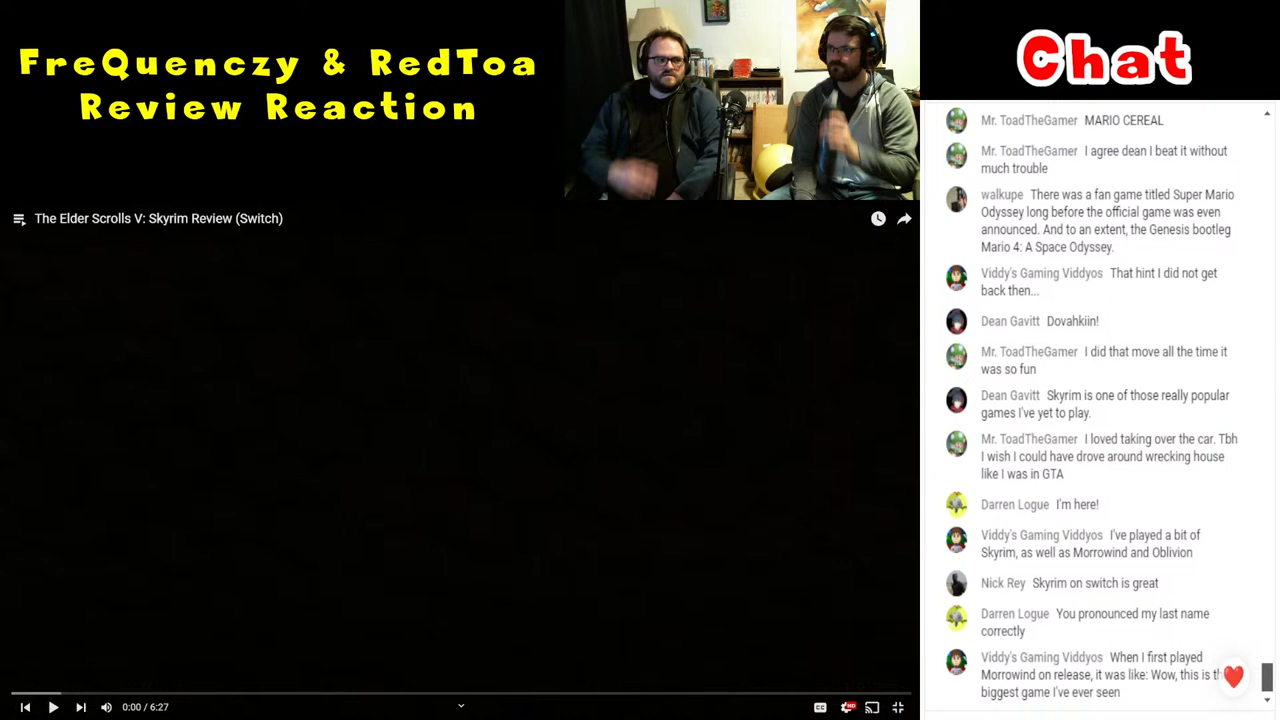 FreQuenczy & RedToa
Review Reaction
The Elder Scrolls V: Skyrim Review (Switch)
0:00 / 6:27
CC
HD
Chat
Mr. ToadTheGamer MARIO CEREAL
Mr. ToadTheGamer I agree dean I beat it without
much trouble
walkupe There was a fan game titled Super Mario
Odyssey long before the official game was even
announced. And to an extent, the Genesis bootleg
Mario 4: A Space Odyssey.
Viddy's Gaming Viddyos That hint I did not get
back then...
Dean Gavitt Dovahkiin!
Mr. ToadTheGamer I did that move all the time it
was so fun
Dean Gavitt Skyrim is one of those really popular
games I've yet to play.
Mr. ToadTheGamer I loved taking over the car. Tbh
I wish I could have drove around wrecking house
like I was in GTA
Darren Logue I'm here!
Viddy's Gaming Viddyos I've played a bit of
Skyrim, as well as Morrowind and Oblivion
Nick Rey Skyrim on switch is great
Darren Logue You pronounced my last name
correctly
Viddy's Gaming Viddyos When I first played
Morrowind on release, it was like: Wow, this is
biggest game I've ever seen